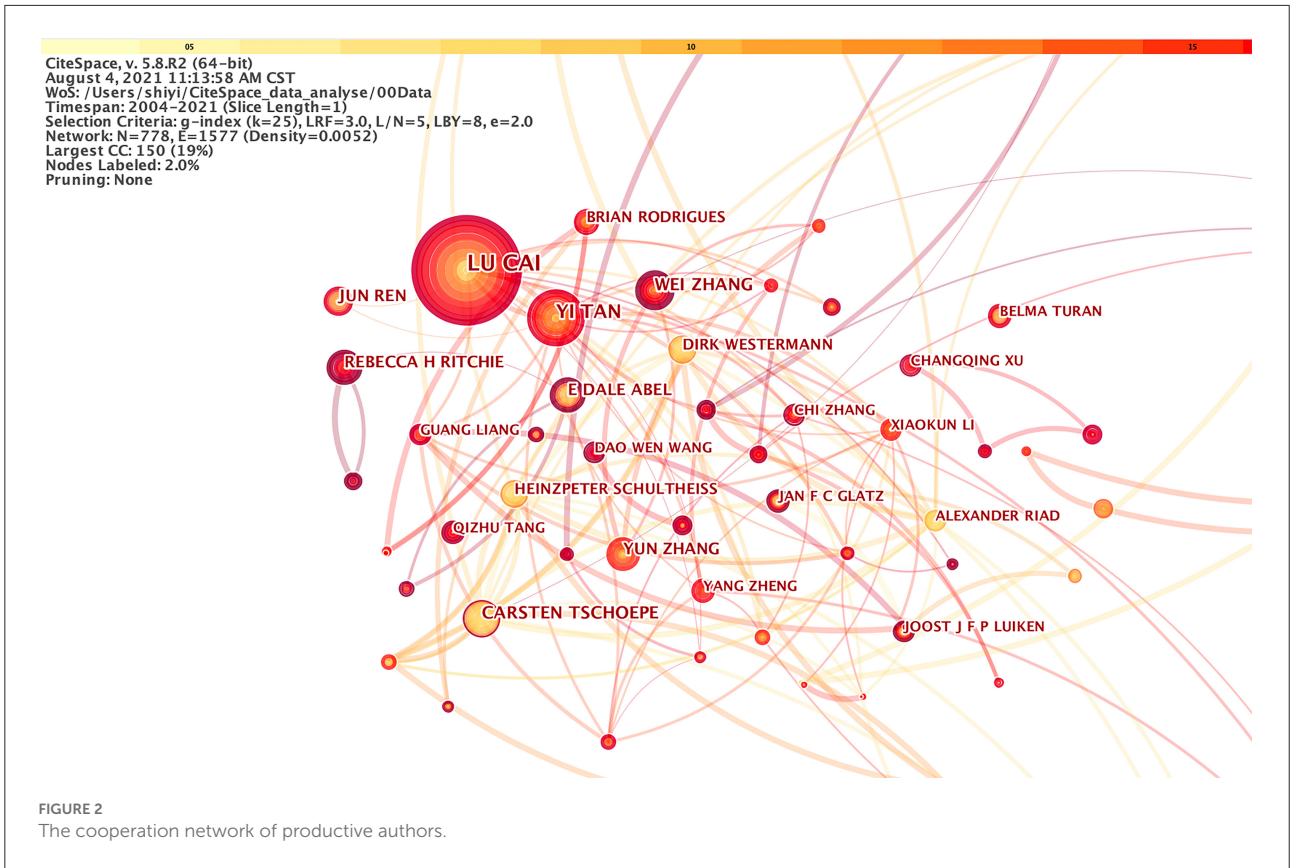 05 10 15
CiteSpace, v. 5.8.R2 (64-bit)
August 4, 2021 11:13:58 AM CST
WoS: /Users/shiyi/CiteSpace_data_analyse/00Data
Timespan: 2004-2021 (Slice Length=1)
Selection Criteria: g-index (k=25), LRF=3.0, L/N=5, LBY=8, e=2.0
Network: N=778, E=1577 (Density=0.0052)
Largest CC: 150 (19%)
Nodes Labeled: 2.0%
Pruning: None
BRIAN RODRIGUES
LU CAI
WEI ZHANG
JUN REN
YI TAN
BELMA TURAN
DIRK WESTERMANN
REBECCA H RITCHIE
CHANGQING XU
E DALE ABEL
CHI ZHANG
GUANG LIANG
XIAOKUN LI
DAO WEN WANG
HEINZPETER SCHULTHEISS
JAN F C GLATZ
ALEXANDER RIAD
QIZHU TANG
YUN ZHANG
YANG ZHENG
CARSTEN TSCHOEPE
JOOST J F P LUIKEN
FIGURE 2
The cooperation network of productive authors.